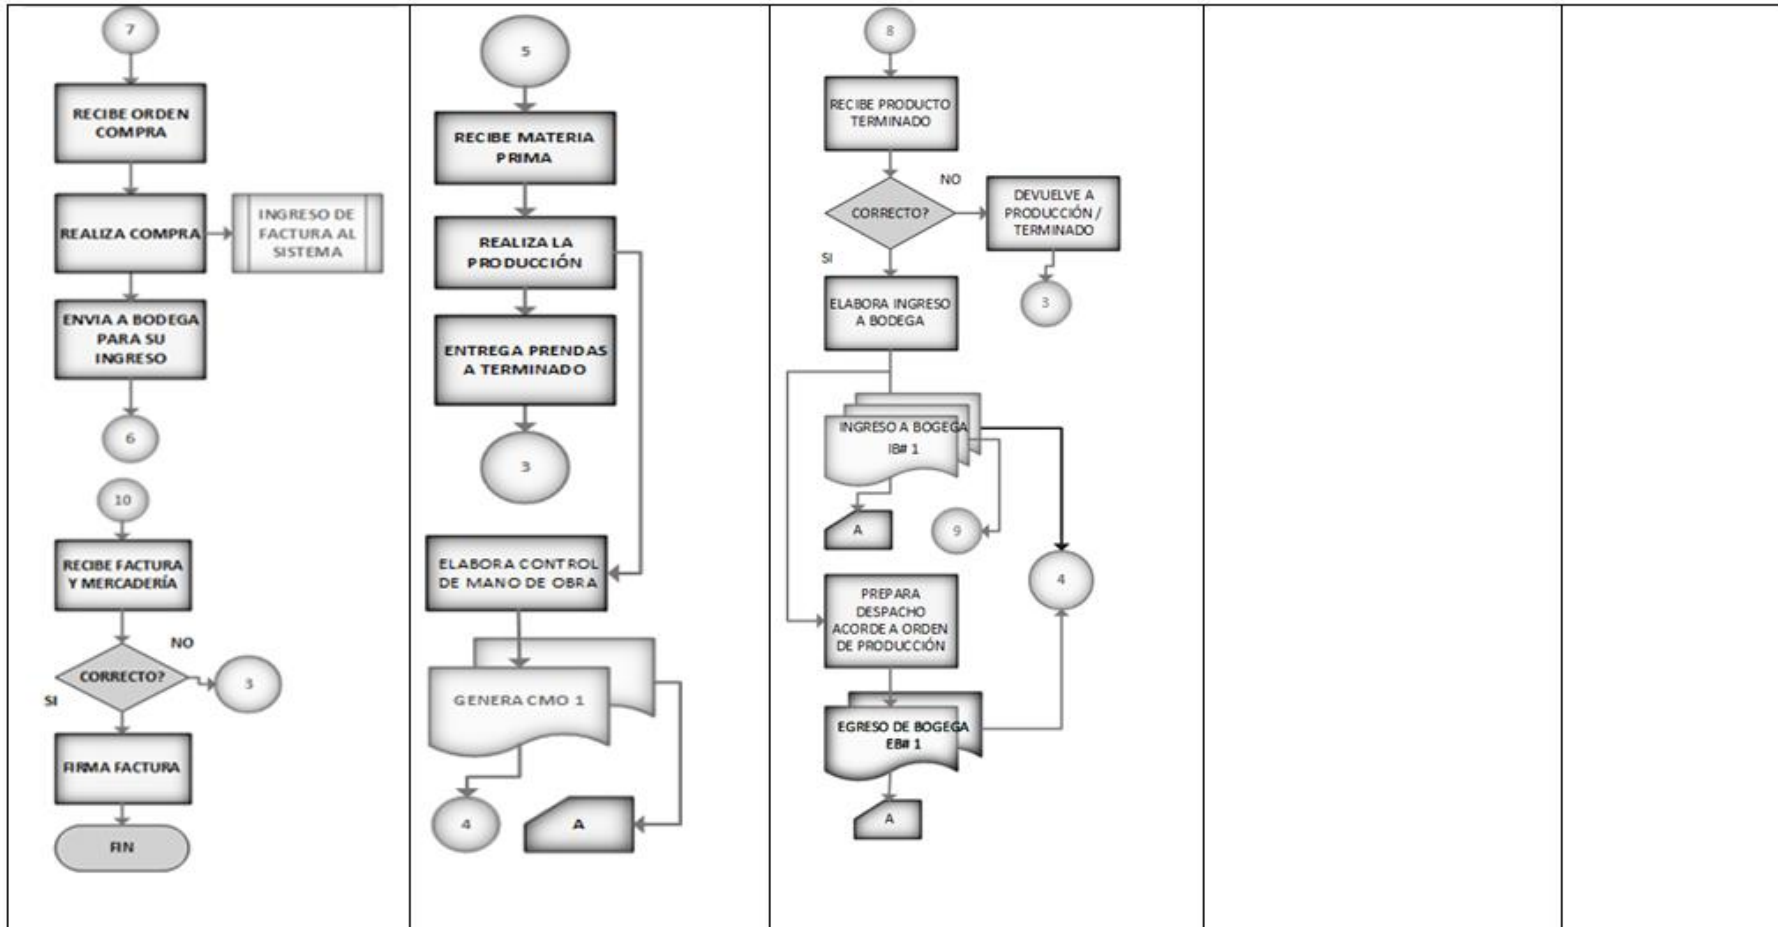 7
RECIBE ORDEN
COMPRA
REALIZA COMPRA
INGRESO DE
FACTURA AL
SISTEMA
ENVIA A BODEGA
PARA SU
INGRESO
6
10
RECIBE FACTURA
Y MERCADERÍA
NO
CORRECTO?
3
SI
FIRMA FACTURA
FIN
5
RECIBE MATERIA
PRIMA
REALIZA LA
PRODUCCIÓN
ENTREGA PRENDAS
A TERMINADO
3
ELABORA CONTROL
DE MANO DE OBRA
GENERA CMO 1
4
A
8
RECIBE PRODUCTO
TERMINADO
NO
CORRECTO?
DEVUELVE A
PRODUCCIÓN /
TERMINADO
SI
3
ELABORA INGRESO
A BODEGA
INGRESO A BOGEGA
IB# 1
A
9
4
PREPARA
DESPACHO
ACORDE A ORDEN
DE PRODUCCIÓN
EGRESO DE BOGEGA
EB# 1
A